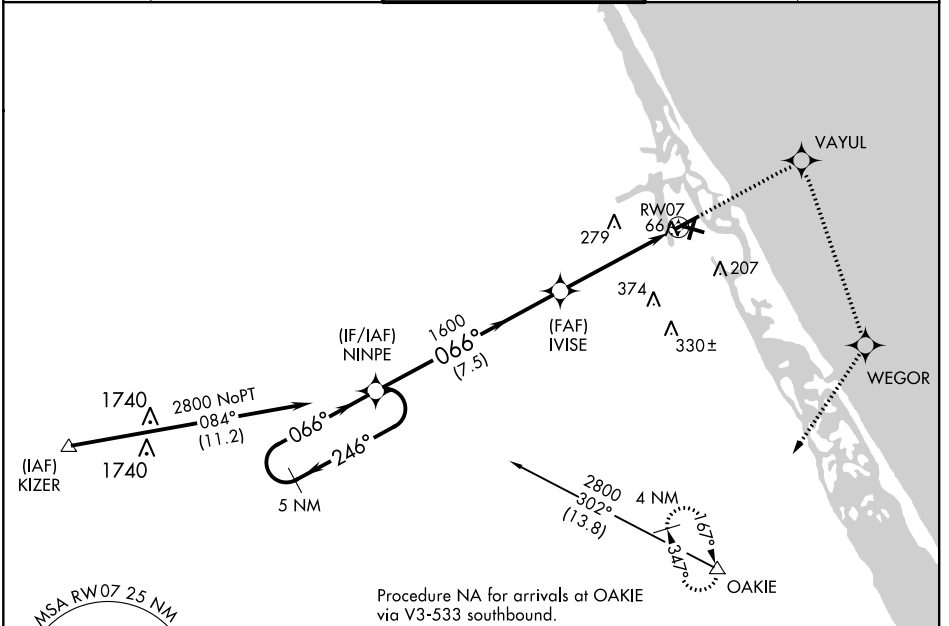 VAYUL
RW07
66
279
207
374
330±
(FAF)
IVISE
WEGOR
(IF/IAF)
NINPE
1600
066°
(7.5)
1740
2800 NoPT
084°
(11.2)
1740
(IAF)
KIZER
066°
246°
5 NM
2800
302°
(13.8)
4 NM
167°
347°
OAKIE
MSA RW07 25 NM
Procedure NA for arrivals at OAKIE
via V3-533 southbound.